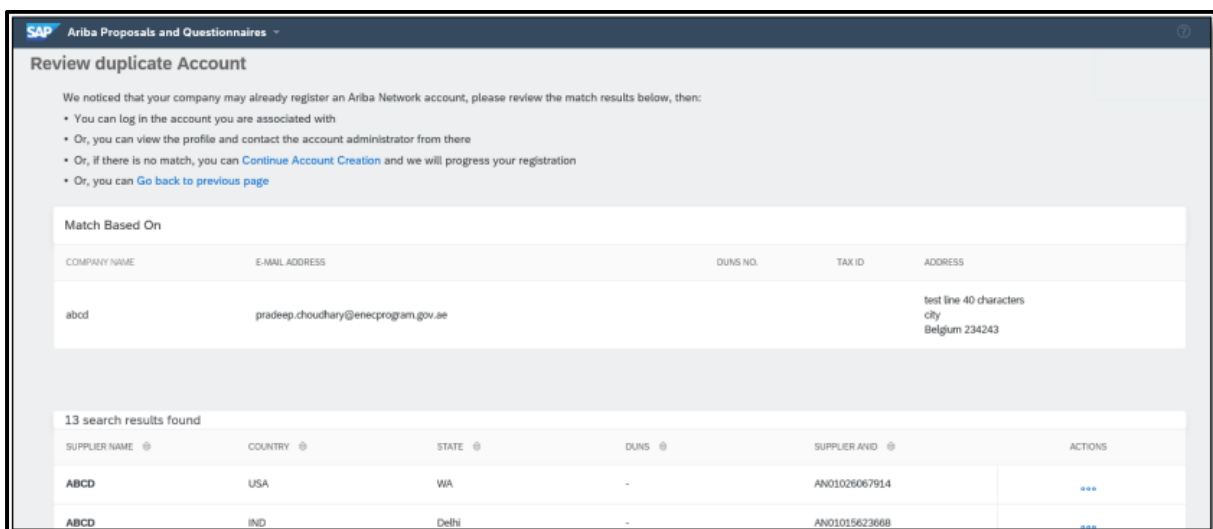 SAP Ariba Proposals and Questionnaires
Review duplicate Account
We noticed that your company may already register an Ariba Network account, please review the match results below, then:
• You can log in the account you are associated with
• Or, you can view the profile and contact the account administrator from there
• Or, if there is no match, you can Continue Account Creation and we will progress your registration
• Or, you can Go back to previous page
Match Based On
COMPANY NAME E-MAIL ADDRESS DUNS NO. TAX ID ADDRESS
test line 40 characters
abcd pradeep.choudhary@enecprogram.gov.ae city
Belgium 234243
13 search results found
SUPPLIER NAME COUNTRY STATE DUNS SUPPLIER ANID ACTIONS
ABCD USA WA - AN01026067914
ABCD IND Delhi - AN01015623668